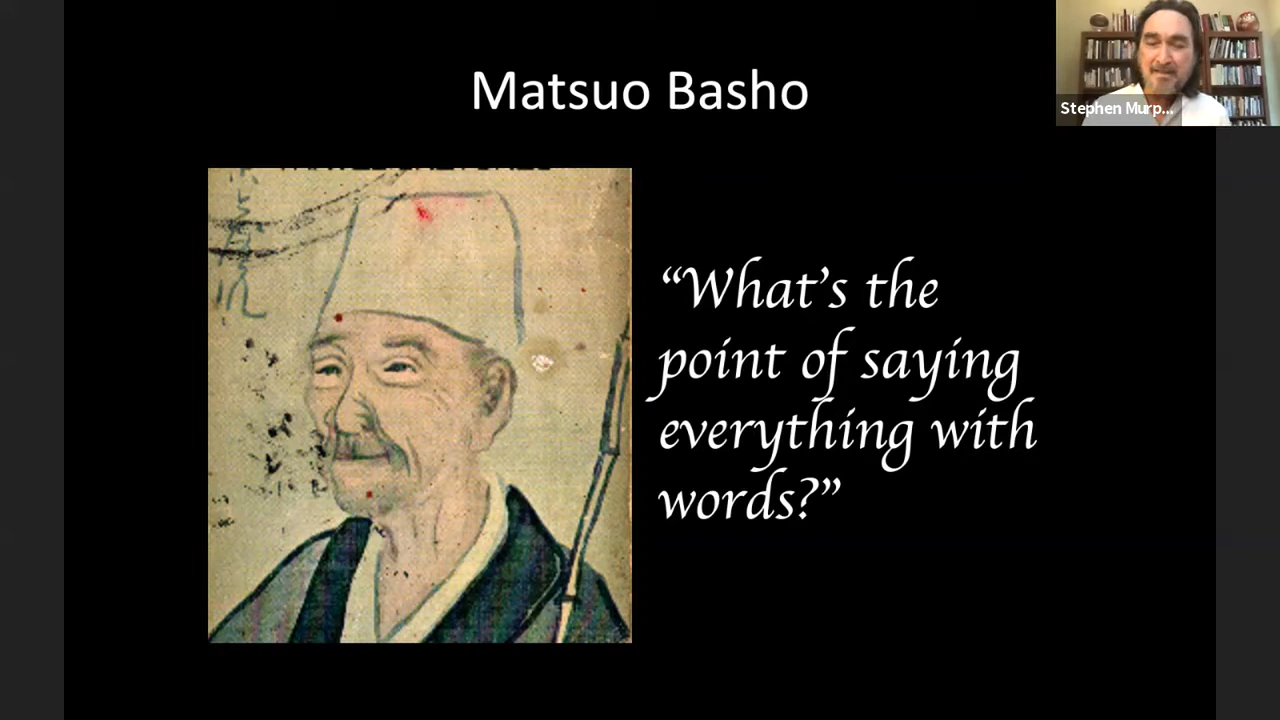 Matsuo Basho
Stephen Murp...
“What’s the
point of saying
everything with
words?”